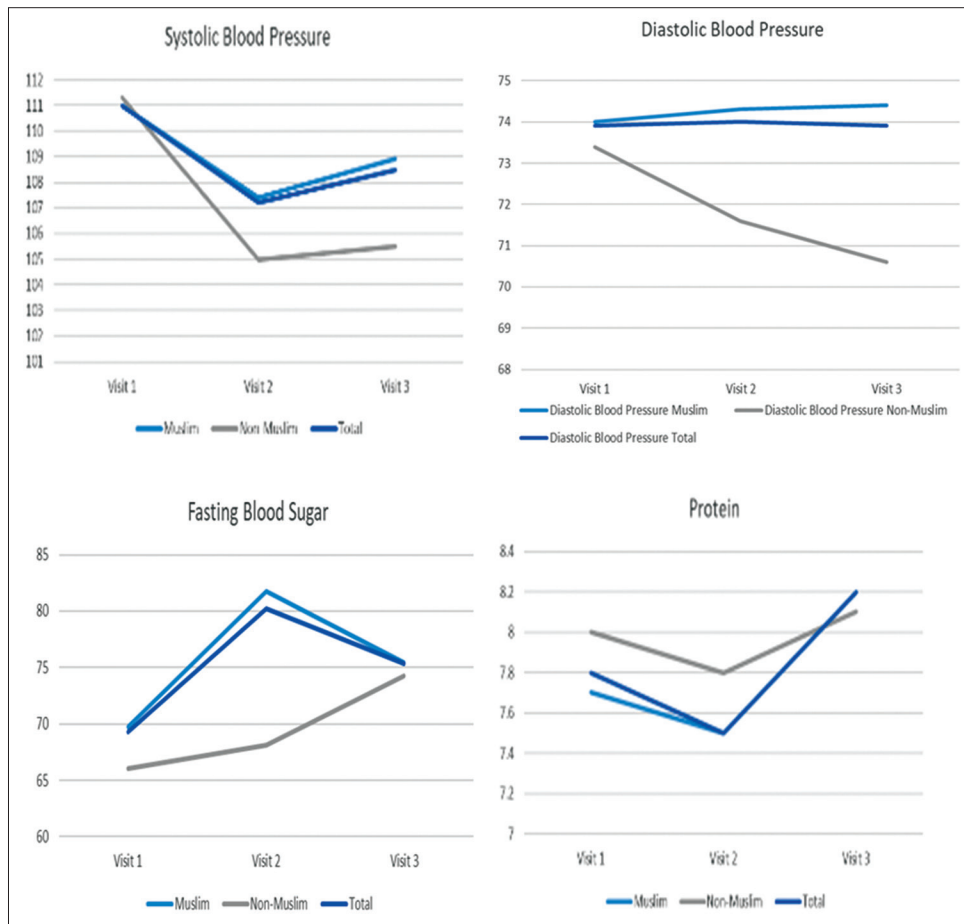 Systolic Blood Pressure
112
111
110
109
108
107
106
105
104
103
102
101
Visit 1 Visit 2 Visit 3
Muslim Non-Muslim Total
Diastolic Blood Pressure
75
74
73
72
71
70
69
68
Visit 1 Visit 2 Visit 3
Diastolic Blood Pressure Muslim Diastolic Blood Pressure Non-Muslim
Diastolic Blood Pressure Total
Fasting Blood Sugar
85
80
75
70
65
60
Visit 1 Visit 2 Visit 3
Muslim Non-Muslim Total
Protein
8.4
8.2
8
7.8
7.6
7.4
7.2
7
Visit 1 Visit 2 Visit 3
Muslim Non-Muslim Total